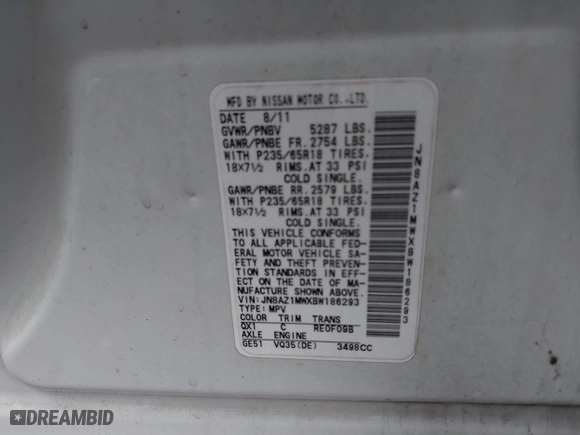 MFD BY NISSAN MOTOR CO.,LTD.
DATE 8/11
GVWR/PNBV 5287 LBS.
GAWR/PNBE FR. 2754 LBS.
WITH P235/65R18 TIRES.
18×7½ RIMS. AT 33 PSI
COLD SINGLE.
GAWR/PNBE RR. 2579 LBS.
WITH P235/65R18 TIRES.
18×7½ RIMS. AT 33 PSI
COLD SINGLE.
THIS VEHICLE CONFORMS
TO ALL APPLICABLE FED-
ERAL MOTOR VEHICLE SA-
FETY AND THEFT PREVEN-
TION STANDARDS IN EFF-
ECT ON THE DATE OF MA-
NUFACTURE SHOWN ABOVE.
VIN:JN8AZ1MWXBW186293
TYPE: MPV
COLOR TRIM TRANS
QX1 C RE0F09B
AXLE ENGINE
GE51 VQ35(DE) 3498CC
JN8AZ1MWXBW186293
DREAMBID